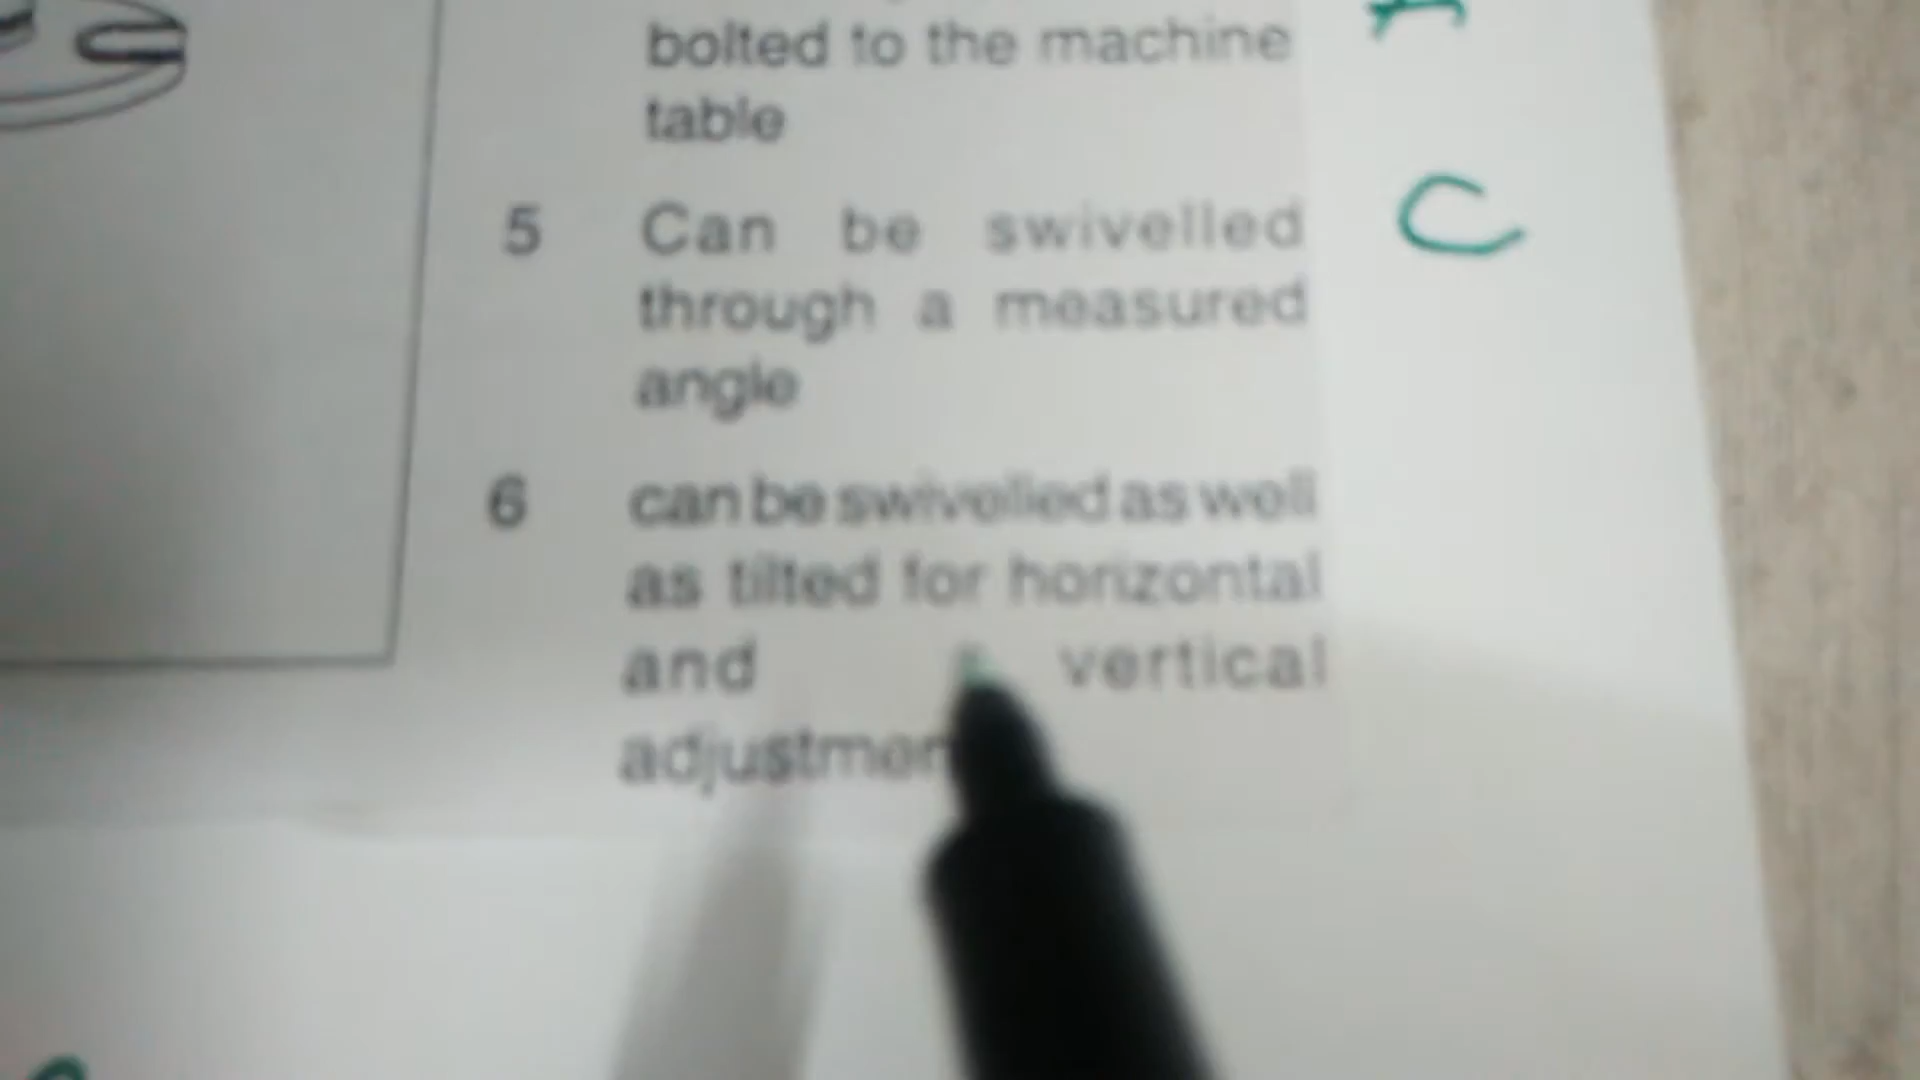 bolted to the machine
table
5 Can be swivelled C
through a measured
angle
6 can be swivelled as well
as tilted for horizontal
and vertical
adjustmen